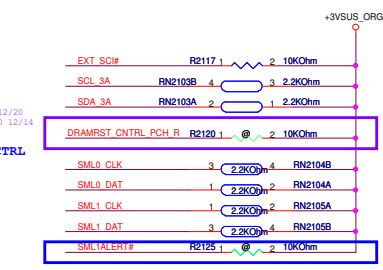 +3VSUS_ORG
EXT_SCI# R2117 1 2 10KOhm
SCL_3A RN2103B 4 3 2.2KOhm
SDA_3A RN2103A 2 1 2.2KOhm
12/20
12/14
DRAMRST_CNTRL_PCH_R R2120 1 @ 2 10KOhm
CTRL
SML0_CLK 3 2.2KOhm 4 RN2104B
SML0_DAT 1 2.2KOhm 2 RN2104A
SML1_CLK 1 2.2KOhm 2 RN2105A
SML1_DAT 3 2.2KOhm 4 RN2105B
SML1ALERT# R2125 1 @ 2 10KOhm